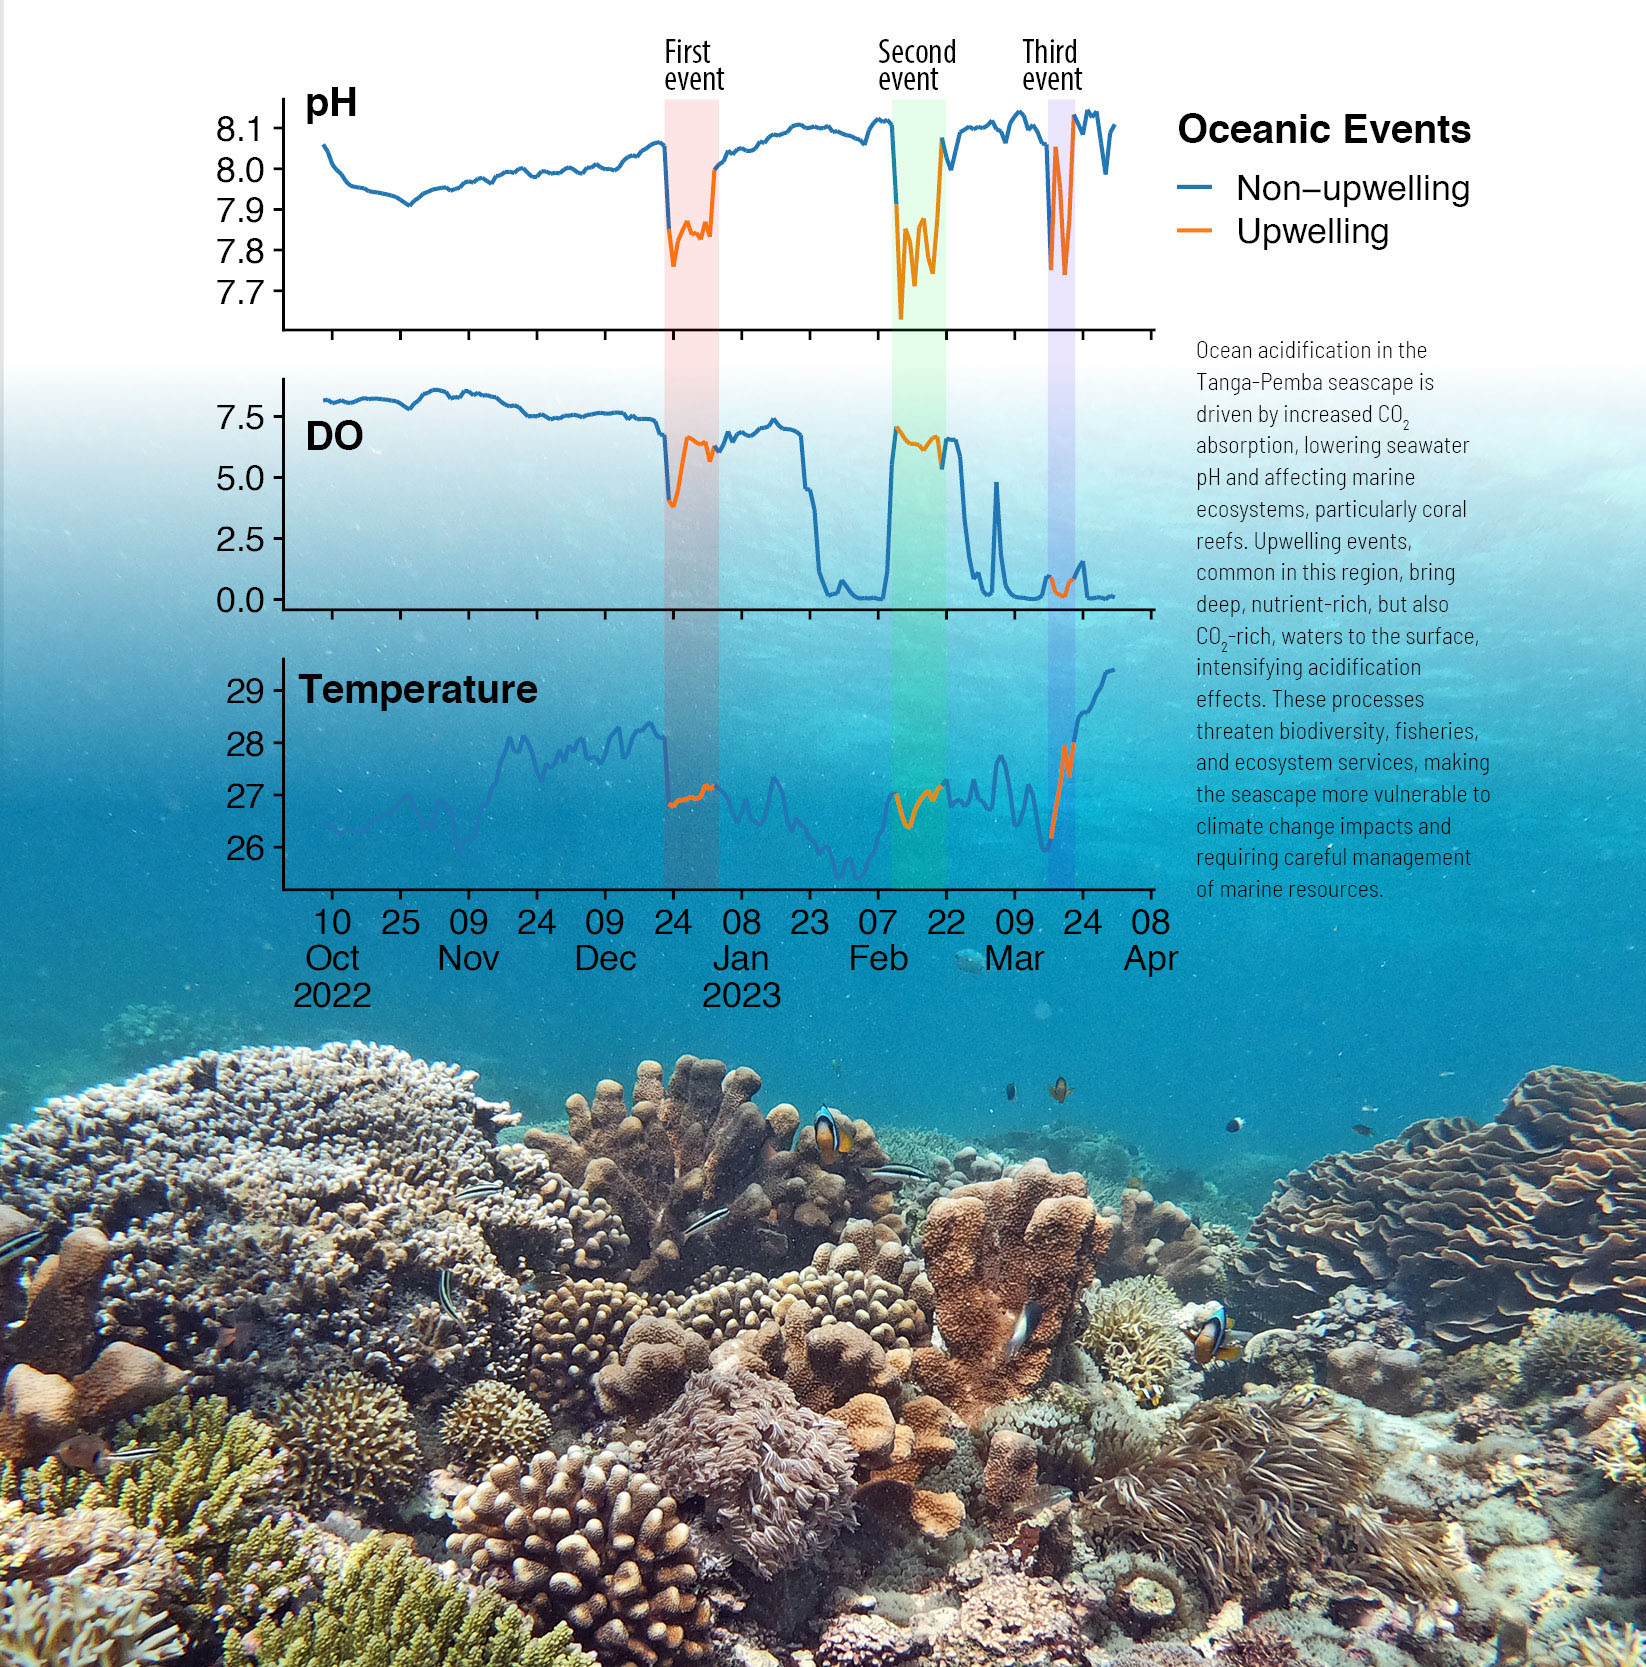 First
event
Second
event
Third
event
pH
8.1
8.0
7.9
7.8
7.7
Oceanic Events
Non−upwelling
Upwelling
DO
7.5
5.0
2.5
0.0
Temperature
29
28
27
26
10 25 09 24 09 24 08 23 07 22 09 24 08
Oct Nov Dec Jan Feb Mar Apr
2022 2023
Ocean acidification in the
Tanga-Pemba seascape is
driven by increased CO₂
absorption, lowering seawater
pH and affecting marine
ecosystems, particularly coral
reefs. Upwelling events,
common in this region, bring
deep, nutrient-rich, but also
CO₂-rich, waters to the surface,
intensifying acidification
effects. These processes
threaten biodiversity, fisheries,
and ecosystem services, making
the seascape more vulnerable to
climate change impacts and
requiring careful management
of marine resources.